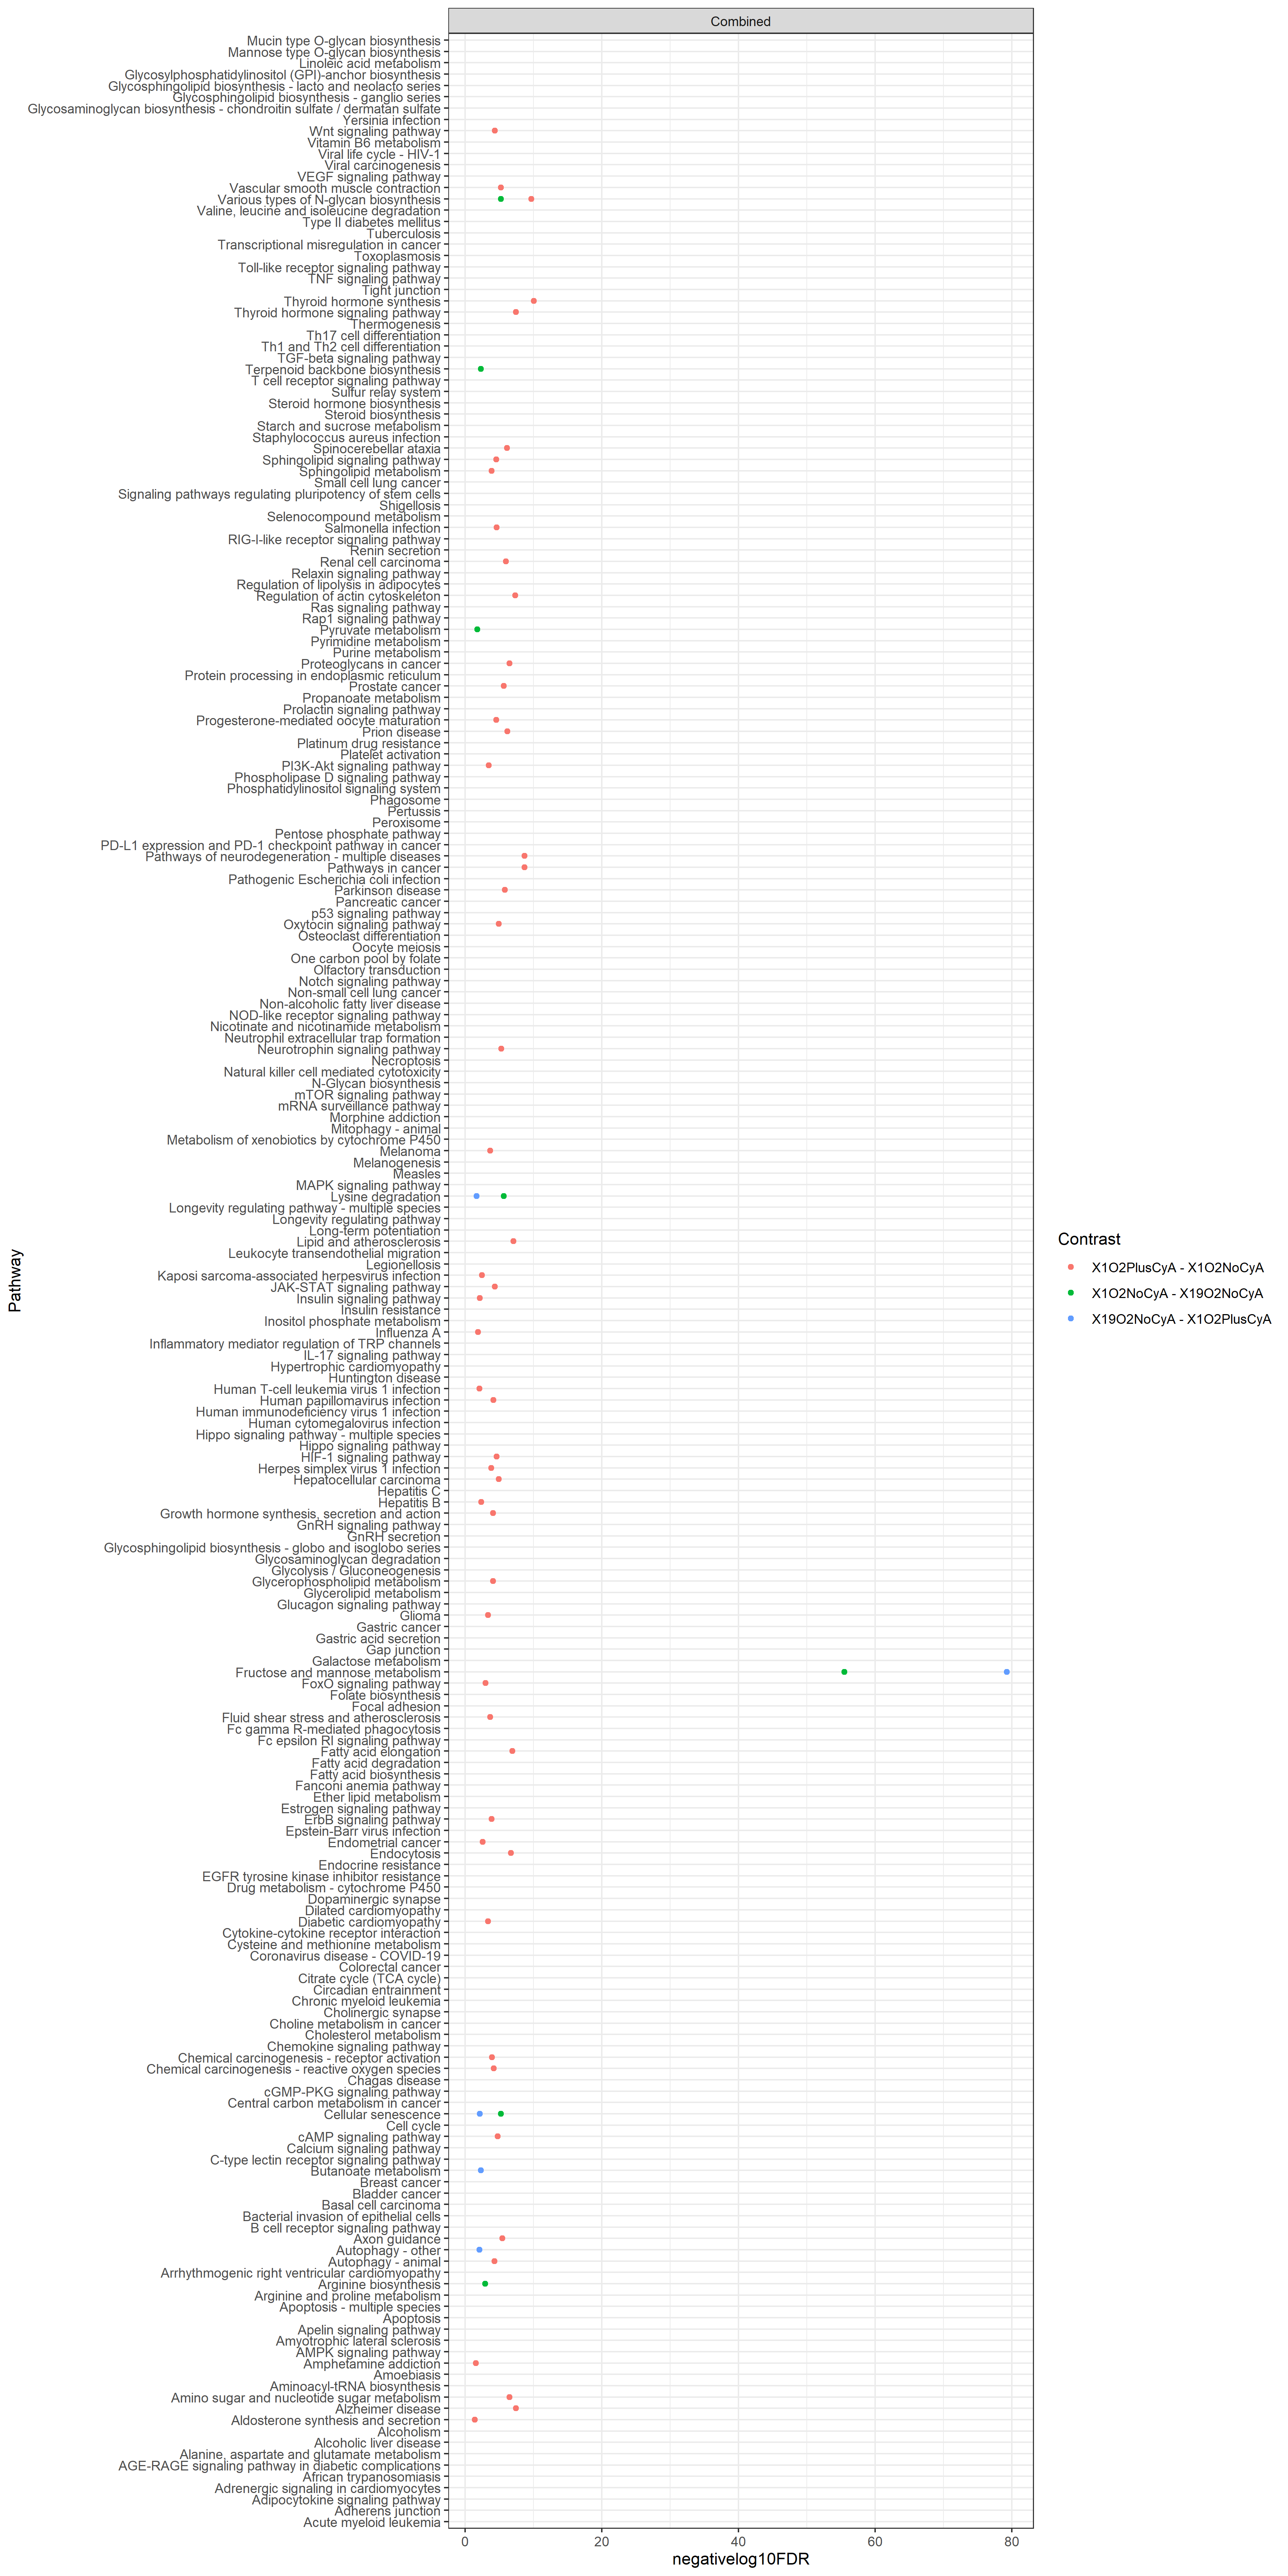 Combined
Mucin type O-glycan biosynthesis
Mannose type O-glycan biosynthesis
Linoleic acid metabolism
Glycosylphosphatidylinositol (GPI)-anchor biosynthesis
Glycosphingolipid biosynthesis - lacto and neolacto series
Glycosphingolipid biosynthesis - ganglio series
Glycosaminoglycan biosynthesis - chondroitin sulfate / dermatan sulfate
Yersinia infection
Wnt signaling pathway
Vitamin B6 metabolism
Viral life cycle - HIV-1
Viral carcinogenesis
VEGF signaling pathway
Vascular smooth muscle contraction
Various types of N-glycan biosynthesis
Valine, leucine and isoleucine degradation
Type II diabetes mellitus
Tuberculosis
Transcriptional misregulation in cancer
Toxoplasmosis
Toll-like receptor signaling pathway
TNF signaling pathway
Tight junction
Thyroid hormone synthesis
Thyroid hormone signaling pathway
Thermogenesis
Th17 cell differentiation
Th1 and Th2 cell differentiation
TGF-beta signaling pathway
Terpenoid backbone biosynthesis
T cell receptor signaling pathway
Sulfur relay system
Steroid hormone biosynthesis
Steroid biosynthesis
Starch and sucrose metabolism
Staphylococcus aureus infection
Spinocerebellar ataxia
Sphingolipid signaling pathway
Sphingolipid metabolism
Small cell lung cancer
Signaling pathways regulating pluripotency of stem cells
Shigellosis
Selenocompound metabolism
Salmonella infection
RIG-I-like receptor signaling pathway
Renin secretion
Renal cell carcinoma
Relaxin signaling pathway
Regulation of lipolysis in adipocytes
Regulation of actin cytoskeleton
Ras signaling pathway
Rap1 signaling pathway
Pyruvate metabolism
Pyrimidine metabolism
Purine metabolism
Proteoglycans in cancer
Protein processing in endoplasmic reticulum
Prostate cancer
Propanoate metabolism
Prolactin signaling pathway
Progesterone-mediated oocyte maturation
Prion disease
Platinum drug resistance
Platelet activation
PI3K-Akt signaling pathway
Phospholipase D signaling pathway
Phosphatidylinositol signaling system
Phagosome
Pertussis
Peroxisome
Pentose phosphate pathway
PD-L1 expression and PD-1 checkpoint pathway in cancer
Pathways of neurodegeneration - multiple diseases
Pathways in cancer
Pathogenic Escherichia coli infection
Parkinson disease
Pancreatic cancer
p53 signaling pathway
Oxytocin signaling pathway
Osteoclast differentiation
Oocyte meiosis
One carbon pool by folate
Olfactory transduction
Notch signaling pathway
Non-small cell lung cancer
Non-alcoholic fatty liver disease
NOD-like receptor signaling pathway
Nicotinate and nicotinamide metabolism
Neutrophil extracellular trap formation
Neurotrophin signaling pathway
Necroptosis
Natural killer cell mediated cytotoxicity
N-Glycan biosynthesis
mTOR signaling pathway
mRNA surveillance pathway
Morphine addiction
Mitophagy - animal
Metabolism of xenobiotics by cytochrome P450
Melanoma
Melanogenesis
Measles
MAPK signaling pathway
Lysine degradation
Longevity regulating pathway - multiple species
Longevity regulating pathway
Long-term potentiation
Lipid and atherosclerosis
Leukocyte transendothelial migration
Legionellosis
Kaposi sarcoma-associated herpesvirus infection
JAK-STAT signaling pathway
Insulin signaling pathway
Insulin resistance
Inositol phosphate metabolism
Influenza A
Inflammatory mediator regulation of TRP channels
IL-17 signaling pathway
Hypertrophic cardiomyopathy
Huntington disease
Human T-cell leukemia virus 1 infection
Human papillomavirus infection
Human immunodeficiency virus 1 infection
Human cytomegalovirus infection
Hippo signaling pathway - multiple species
Hippo signaling pathway
HIF-1 signaling pathway
Herpes simplex virus 1 infection
Hepatocellular carcinoma
Hepatitis C
Hepatitis B
Growth hormone synthesis, secretion and action
GnRH signaling pathway
GnRH secretion
Glycosphingolipid biosynthesis - globo and isoglobo series
Glycosaminoglycan degradation
Glycolysis / Gluconeogenesis
Glycerophospholipid metabolism
Glycerolipid metabolism
Glucagon signaling pathway
Glioma
Gastric cancer
Gastric acid secretion
Gap junction
Galactose metabolism
Fructose and mannose metabolism
FoxO signaling pathway
Folate biosynthesis
Focal adhesion
Fluid shear stress and atherosclerosis
Fc gamma R-mediated phagocytosis
Fc epsilon RI signaling pathway
Fatty acid elongation
Fatty acid degradation
Fatty acid biosynthesis
Fanconi anemia pathway
Ether lipid metabolism
Estrogen signaling pathway
ErbB signaling pathway
Epstein-Barr virus infection
Endometrial cancer
Endocytosis
Endocrine resistance
EGFR tyrosine kinase inhibitor resistance
Drug metabolism - cytochrome P450
Dopaminergic synapse
Dilated cardiomyopathy
Diabetic cardiomyopathy
Cytokine-cytokine receptor interaction
Cysteine and methionine metabolism
Coronavirus disease - COVID-19
Colorectal cancer
Citrate cycle (TCA cycle)
Circadian entrainment
Chronic myeloid leukemia
Cholinergic synapse
Choline metabolism in cancer
Cholesterol metabolism
Chemokine signaling pathway
Chemical carcinogenesis - receptor activation
Chemical carcinogenesis - reactive oxygen species
Chagas disease
cGMP-PKG signaling pathway
Central carbon metabolism in cancer
Cellular senescence
Cell cycle
cAMP signaling pathway
Calcium signaling pathway
C-type lectin receptor signaling pathway
Butanoate metabolism
Breast cancer
Bladder cancer
Basal cell carcinoma
Bacterial invasion of epithelial cells
B cell receptor signaling pathway
Axon guidance
Autophagy - other
Autophagy - animal
Arrhythmogenic right ventricular cardiomyopathy
Arginine biosynthesis
Arginine and proline metabolism
Apoptosis - multiple species
Apoptosis
Apelin signaling pathway
Amyotrophic lateral sclerosis
AMPK signaling pathway
Amphetamine addiction
Amoebiasis
Aminoacyl-tRNA biosynthesis
Amino sugar and nucleotide sugar metabolism
Alzheimer disease
Aldosterone synthesis and secretion
Alcoholism
Alcoholic liver disease
Alanine, aspartate and glutamate metabolism
AGE-RAGE signaling pathway in diabetic complications
African trypanosomiasis
Adrenergic signaling in cardiomyocytes
Adipocytokine signaling pathway
Adherens junction
Acute myeloid leukemia
0 20 40 60 80
negativelog10FDR
Pathway
Contrast
X1O2PlusCyA - X1O2NoCyA
X1O2NoCyA - X19O2NoCyA
X19O2NoCyA - X1O2PlusCyA